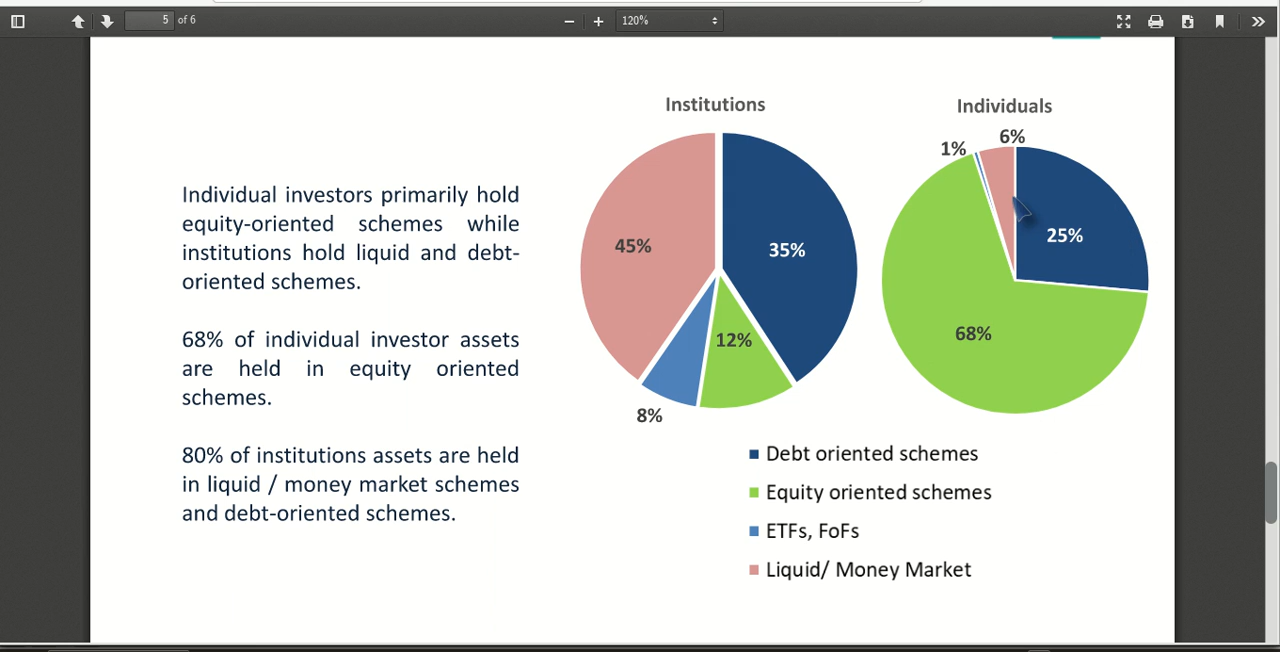 5 of 6
120%
Individual investors primarily hold
equity-oriented schemes while
institutions hold liquid and debt-
oriented schemes.
68% of individual investor assets
are held in equity oriented
schemes.
80% of institutions assets are held
in liquid / money market schemes
and debt-oriented schemes.
Institutions
45%
35%
12%
8%
Individuals
6%
1%
25%
68%
Debt oriented schemes
Equity oriented schemes
ETFs, FoFs
Liquid/ Money Market